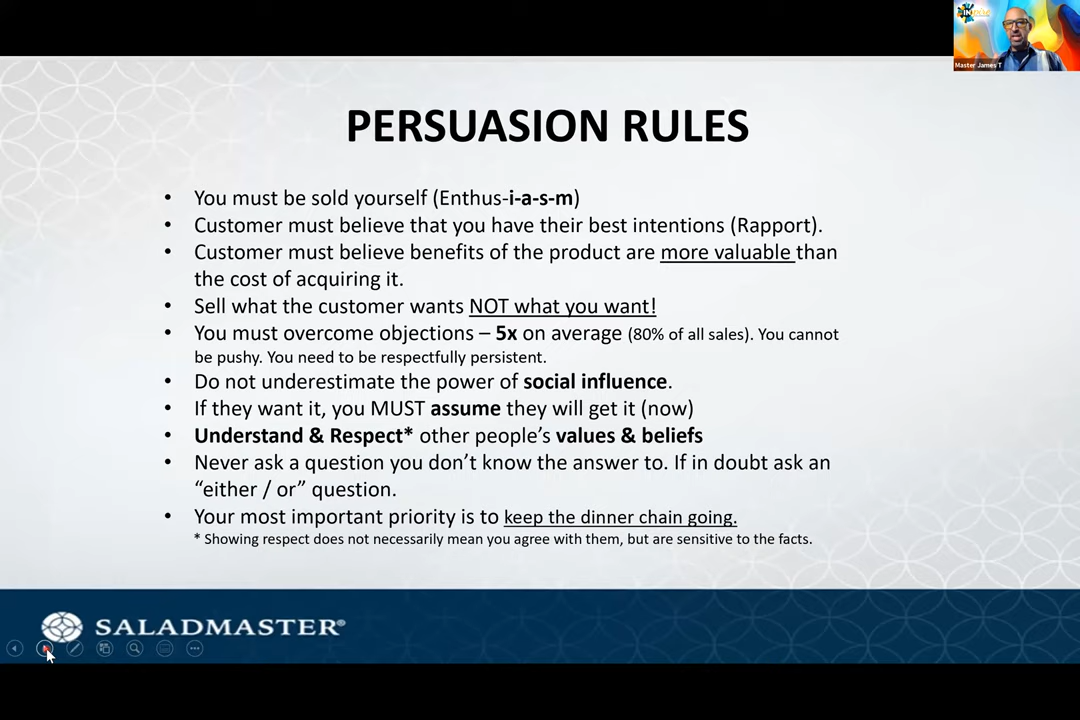 Master James T
PERSUASION RULES
• You must be sold yourself (Enthus-i-a-s-m)
• Customer must believe that you have their best intentions (Rapport).
• Customer must believe benefits of the product are more valuable than
the cost of acquiring it.
• Sell what the customer wants NOT what you want!
• You must overcome objections – 5x on average (80% of all sales). You cannot
be pushy. You need to be respectfully persistent.
• Do not underestimate the power of social influence.
• If they want it, you MUST assume they will get it (now)
• Understand & Respect* other people’s values & beliefs
• Never ask a question you don’t know the answer to. If in doubt ask an
“either / or” question.
• Your most important priority is to keep the dinner chain going.
* Showing respect does not necessarily mean you agree with them, but are sensitive to the facts.
SALADMASTER®